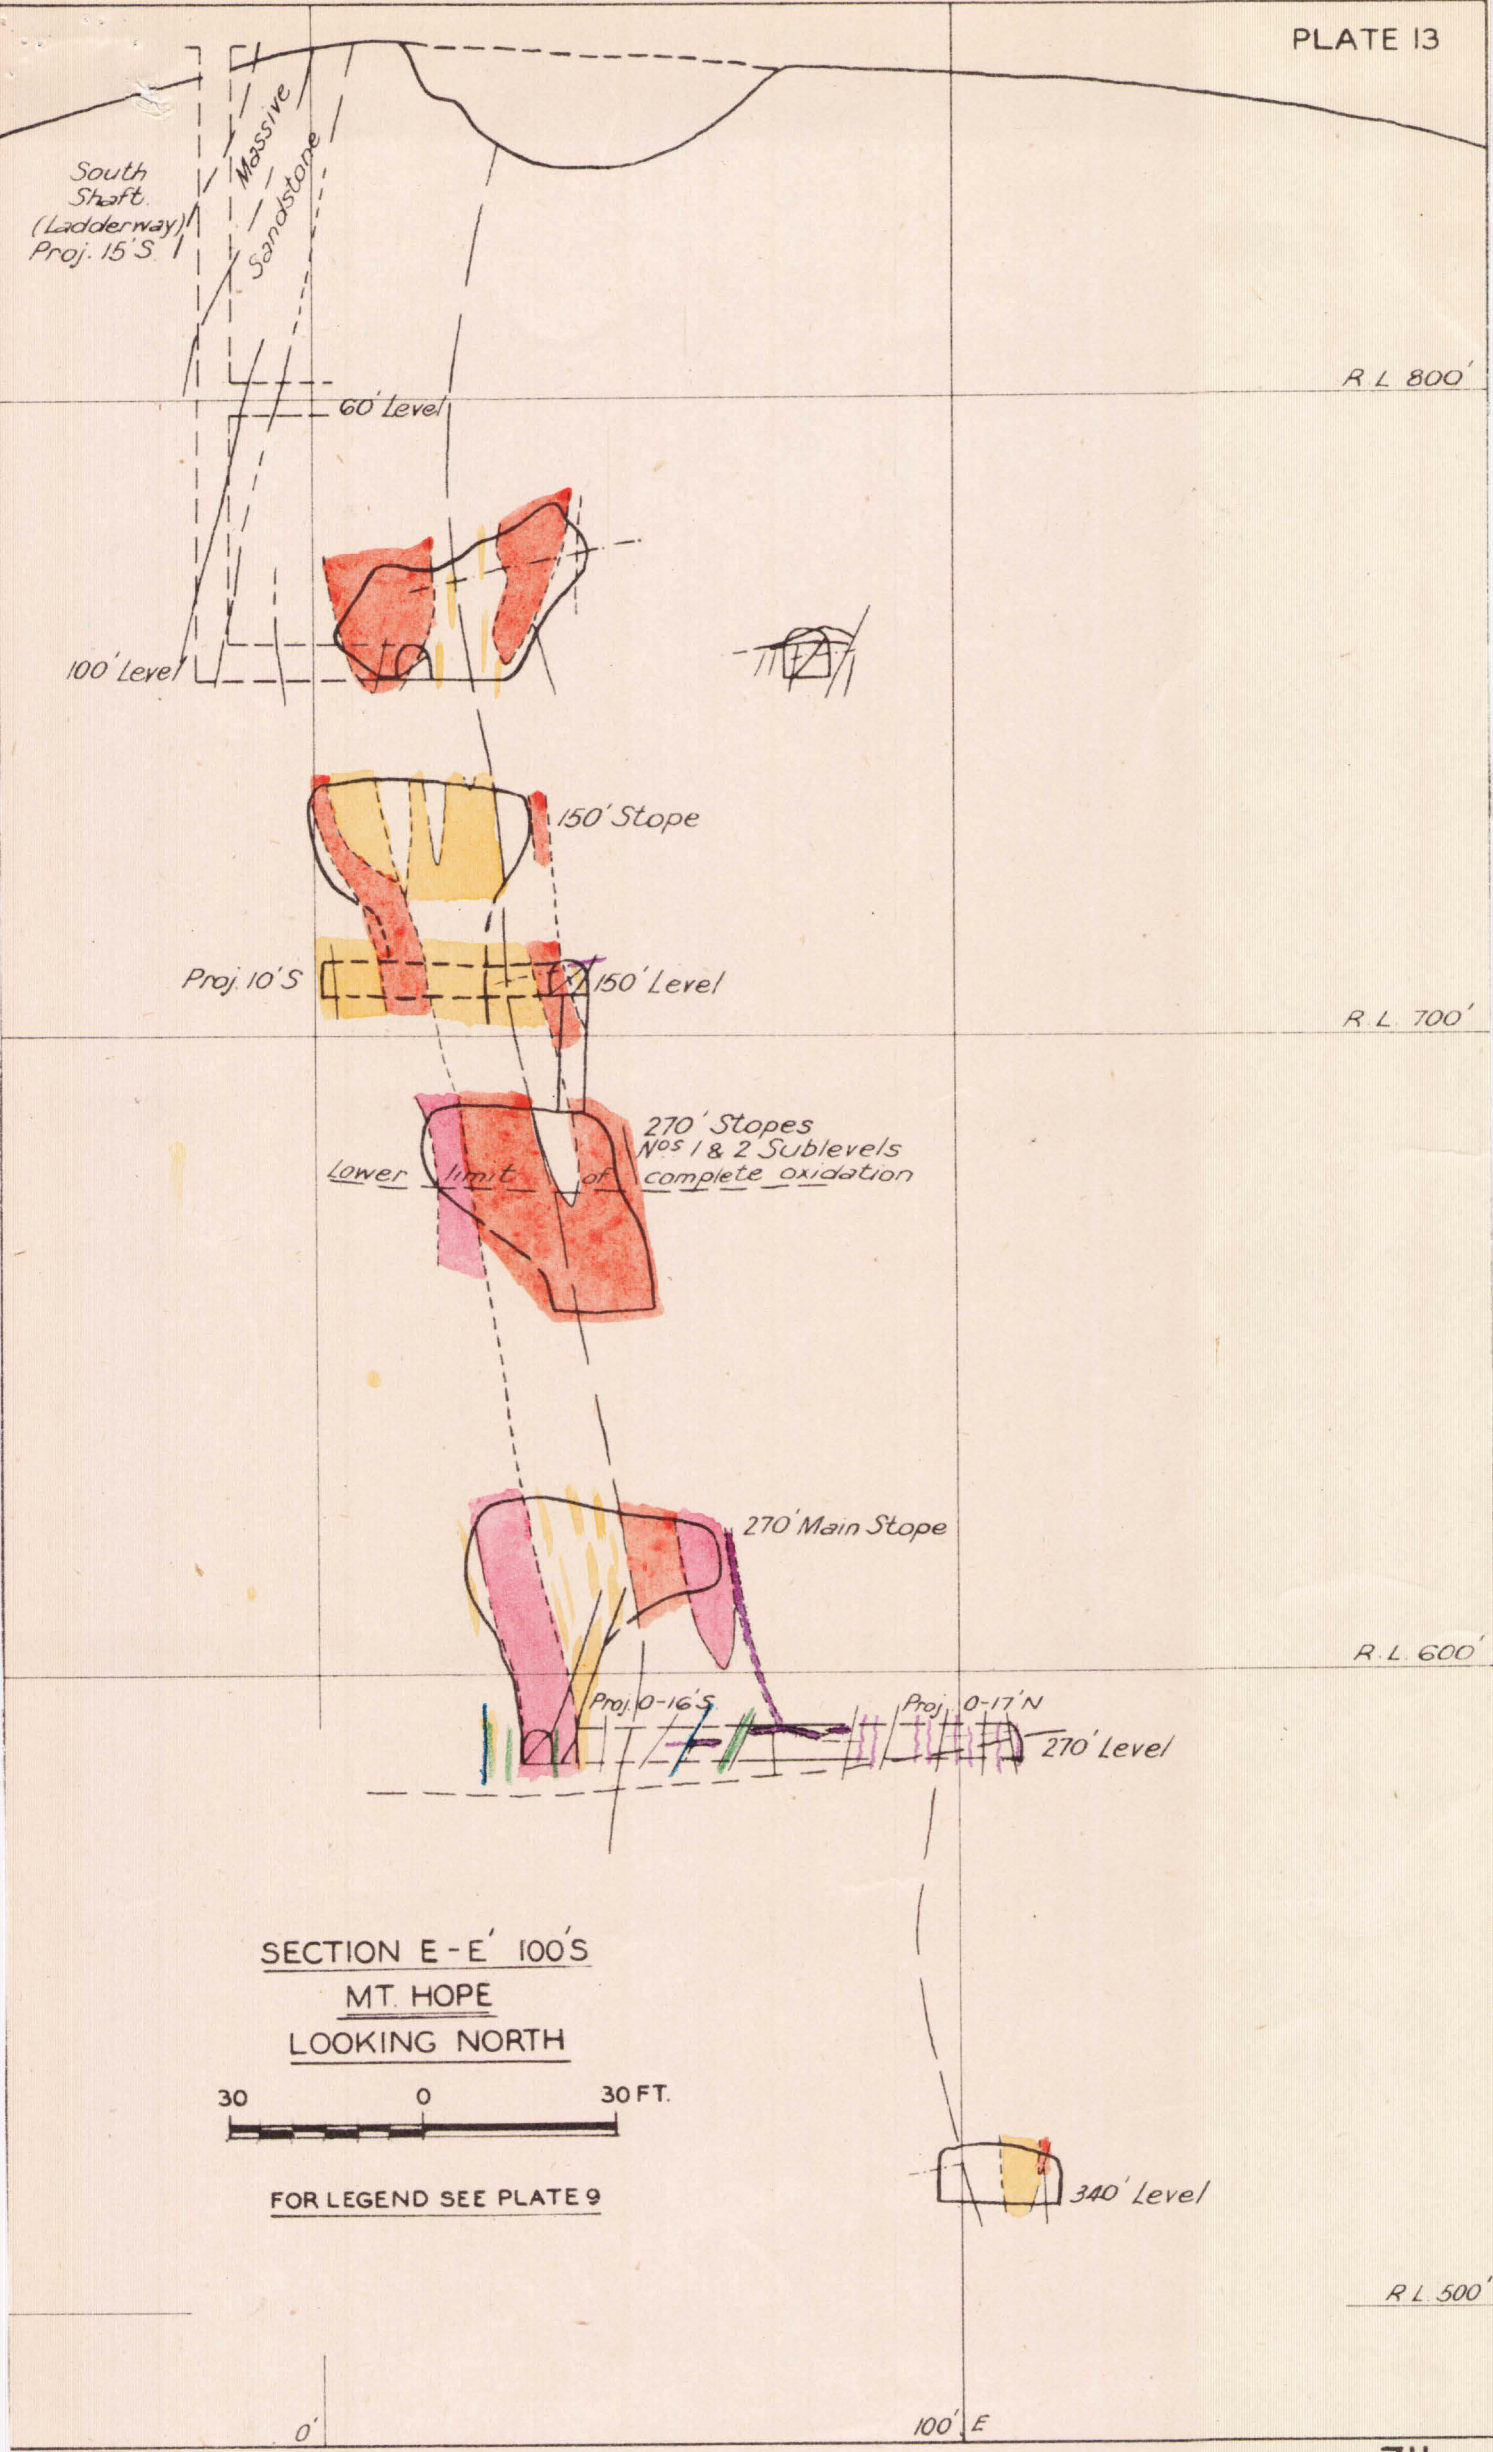 PLATE 13
South
Shaft.
(Ladderway)
Proj. 15'S
Massive
Sandstone
R L 800'
60' Level
100' Level
150' Stope
Proj. 10'S
150' Level
R. L. 700'
270' Stopes
Nos 1 & 2 Sublevels
Lower limit of complete oxidation
270' Main Stope
R. L. 600'
Proj. 0-16'S
Proj. 0-17'N
270' Level
SECTION E-E' 100'S
MT. HOPE
LOOKING NORTH
30 0 30 FT.
FOR LEGEND SEE PLATE 9
340' Level
R L 500'
0'
100' E